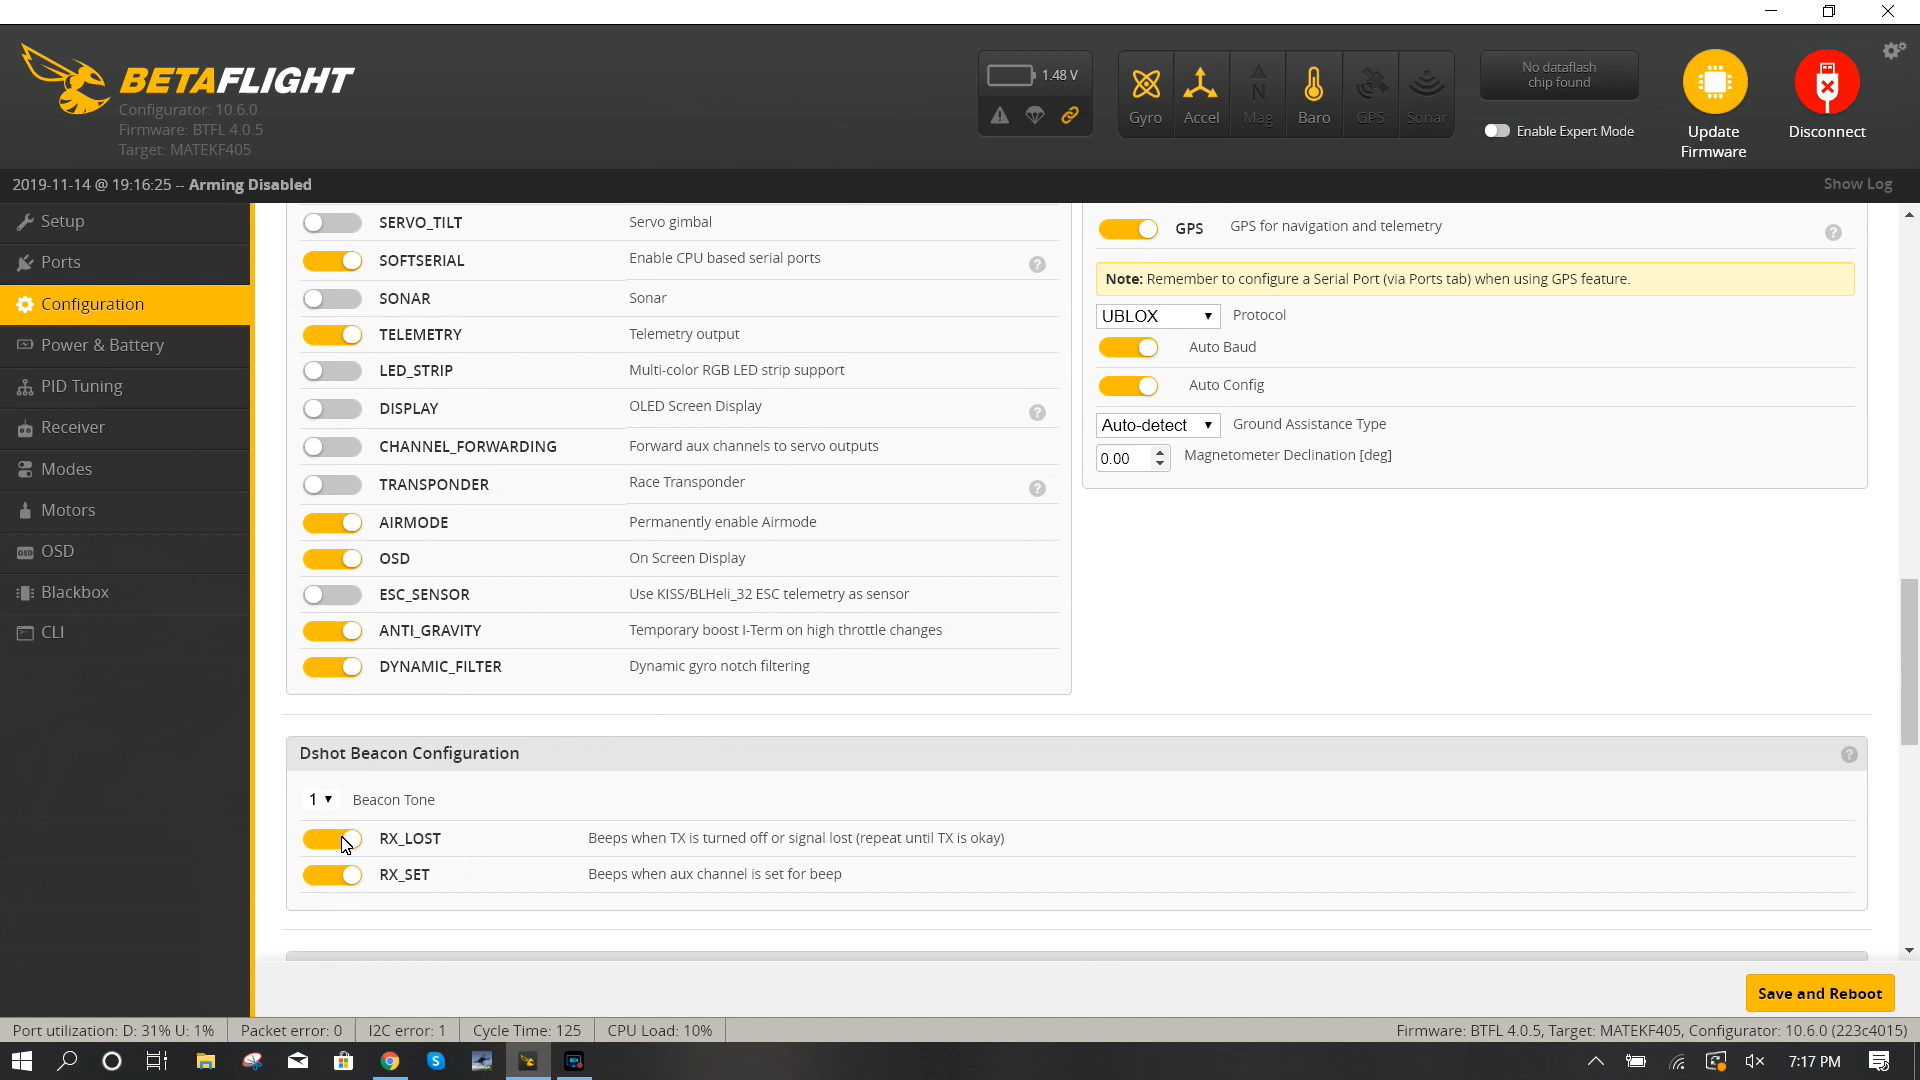 BETAFLIGHT
Configurator: 10.6.0
Firmware: BTFL 4.0.5
Target: MATEKF405
1.48 V
Gyro
Accel
N
Mag
Baro
GPS
Sonar
No dataflash
chip found
Enable Expert Mode
Update
Firmware
Disconnect
2019-11-14 @ 19:16:25 -- Arming Disabled
Show Log
Setup
Ports
Configuration
Power & Battery
PID Tuning
Receiver
Modes
Motors
OSD
Blackbox
CLI
SERVO_TILT Servo gimbal
SOFTSERIAL Enable CPU based serial ports ?
SONAR Sonar
TELEMETRY Telemetry output
LED_STRIP Multi-color RGB LED strip support
DISPLAY OLED Screen Display ?
CHANNEL_FORWARDING Forward aux channels to servo outputs
TRANSPONDER Race Transponder ?
AIRMODE Permanently enable Airmode
OSD On Screen Display
ESC_SENSOR Use KISS/BLHeli_32 ESC telemetry as sensor
ANTI_GRAVITY Temporary boost I-Term on high throttle changes
DYNAMIC_FILTER Dynamic gyro notch filtering
GPS GPS for navigation and telemetry ?
Note: Remember to configure a Serial Port (via Ports tab) when using GPS feature.
UBLOX Protocol
Auto Baud
Auto Config
Auto-detect Ground Assistance Type
0.00 Magnetometer Declination [deg]
Dshot Beacon Configuration ?
1 Beacon Tone
RX_LOST Beeps when TX is turned off or signal lost (repeat until TX is okay)
RX_SET Beeps when aux channel is set for beep
Save and Reboot
Port utilization: D: 31% U: 1% Packet error: 0 I2C error: 1 Cycle Time: 125 CPU Load: 10% Firmware: BTFL 4.0.5, Target: MATEKF405, Configurator: 10.6.0 (223c4015)
7:17 PM